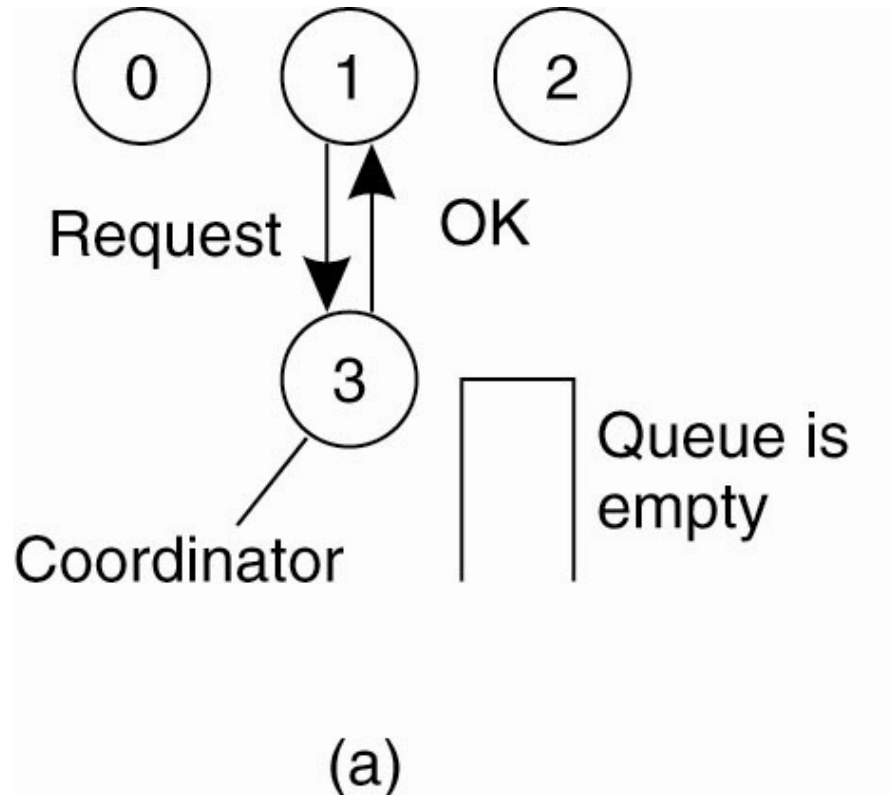 0 1 2
Request OK
3
Queue is
empty
Coordinator
(a)